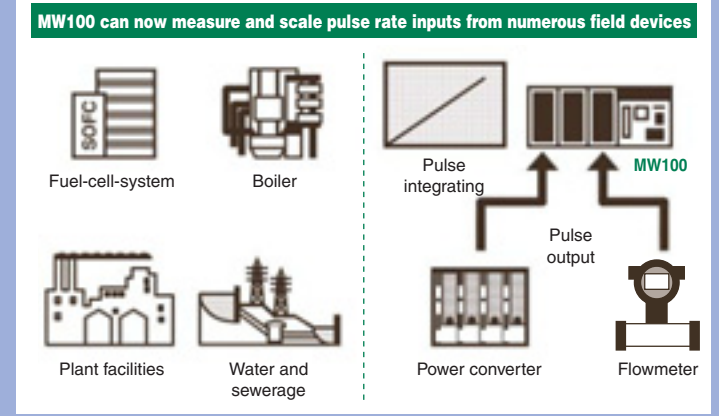 MW100 can now measure and scale pulse rate inputs from numerous field devices
SOFC
Fuel-cell-system
Boiler
Plant facilities
Water and
sewerage
Pulse
integrating
MW100
Pulse
output
Power converter
Flowmeter